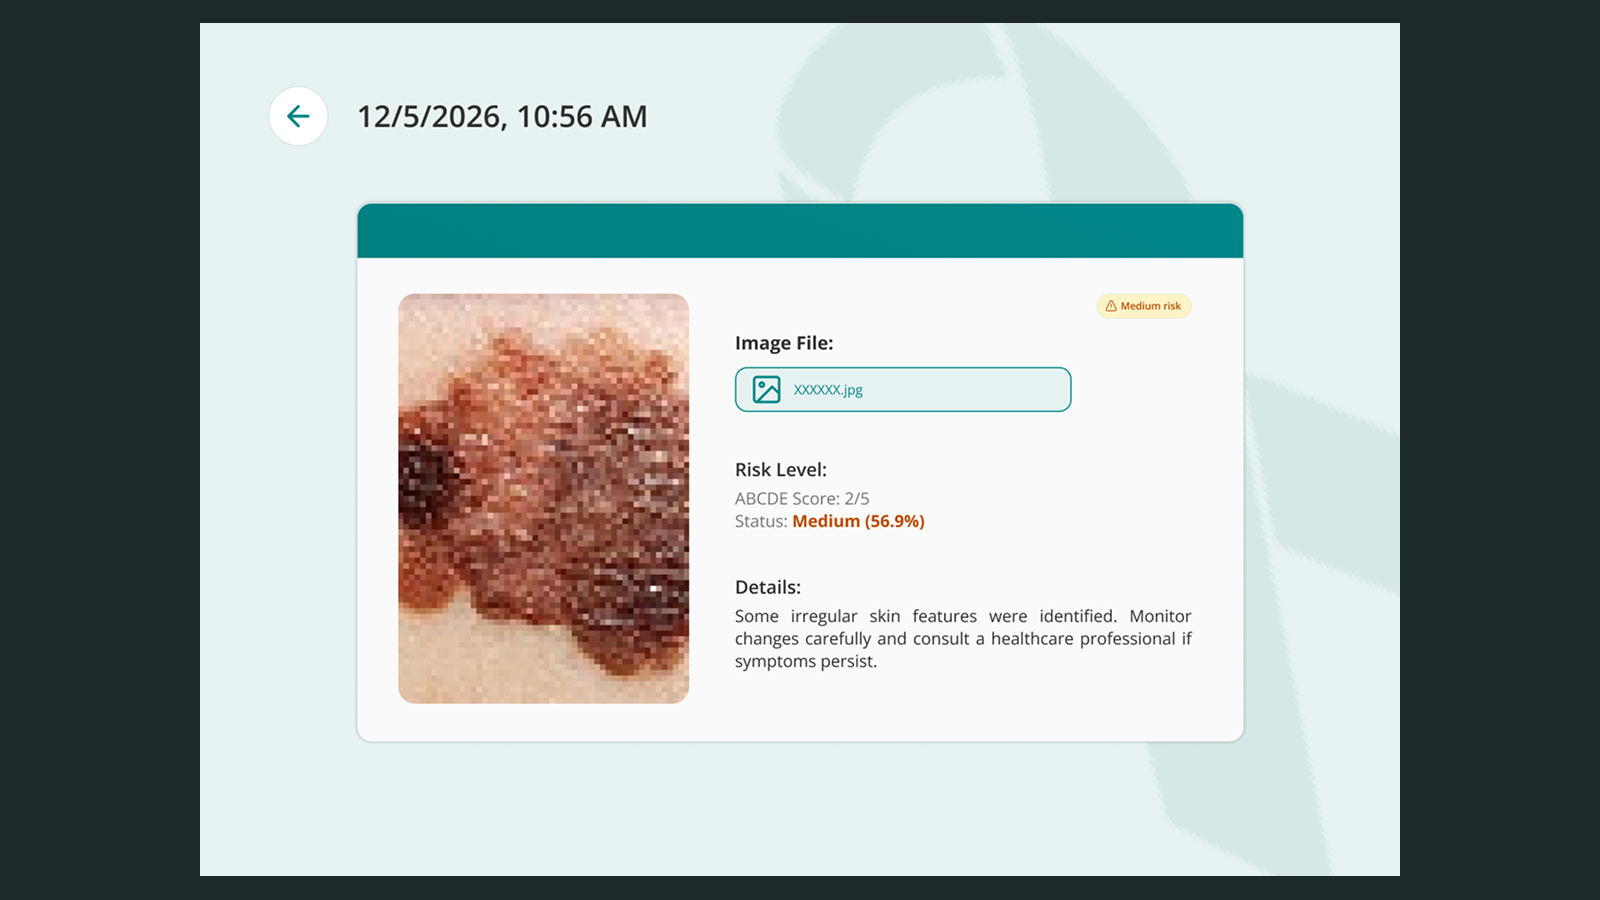 12/5/2026, 10:56 AM
Medium risk
Image File:
XXXXXX.jpg
Risk Level:
ABCDE Score: 2/5
Status: Medium (56.9%)
Details:
Some irregular skin features were identified. Monitor
changes carefully and consult a healthcare professional if
symptoms persist.